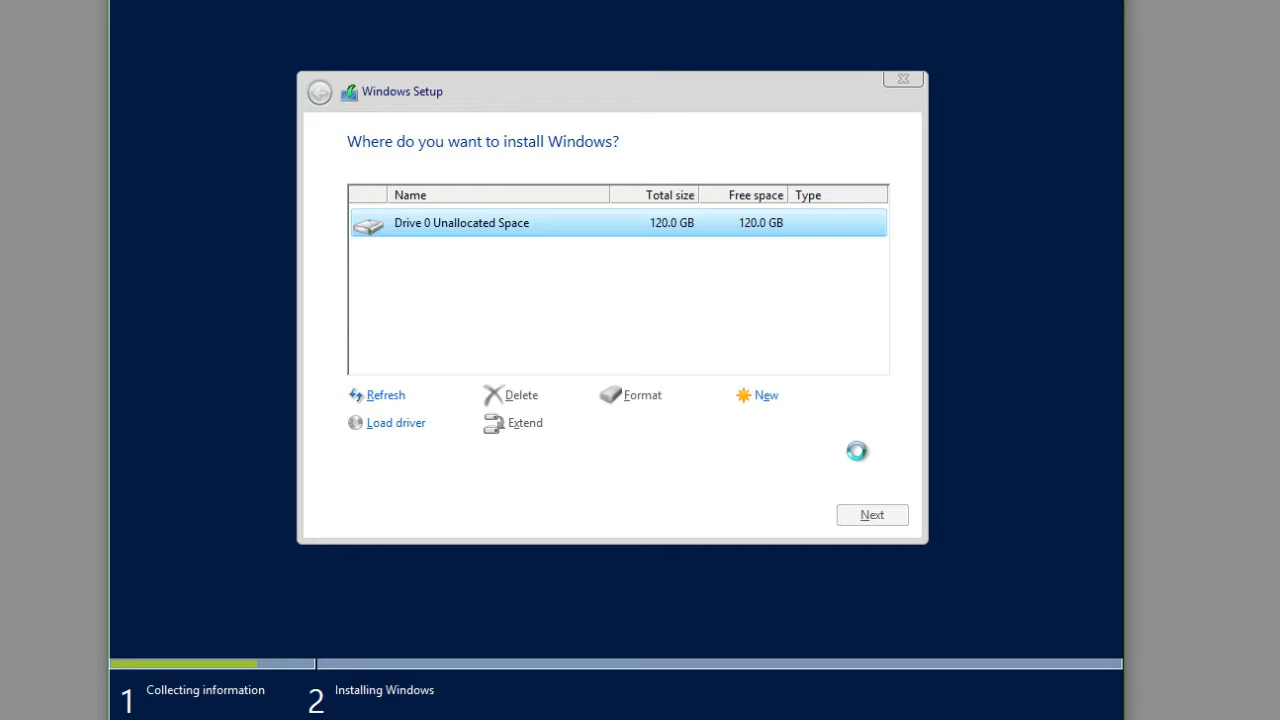 Windows Setup
Where do you want to install Windows?
Name Total size Free space Type
Drive 0 Unallocated Space 120.0 GB 120.0 GB
Refresh Delete Format New
Load driver Extend
Next
1 Collecting information 2 Installing Windows